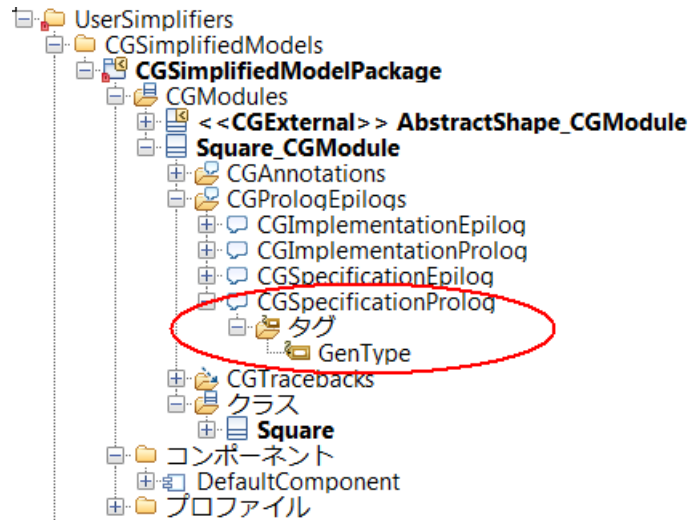 UserSimplifiers
CGSimplifiedModels
CGSimplifiedModelPackage
CGModules
<<CGExternal>> AbstractShape_CGModule
Square_CGModule
CGAnnotations
CGPrologEpilogs
CGImplementationEpilog
CGImplementationProlog
CGSpecificationEpilog
CGSpecificationProlog
タグ
GenType
CGTracebacks
クラス
Square
コンポーネント
DefaultComponent
プロファイル